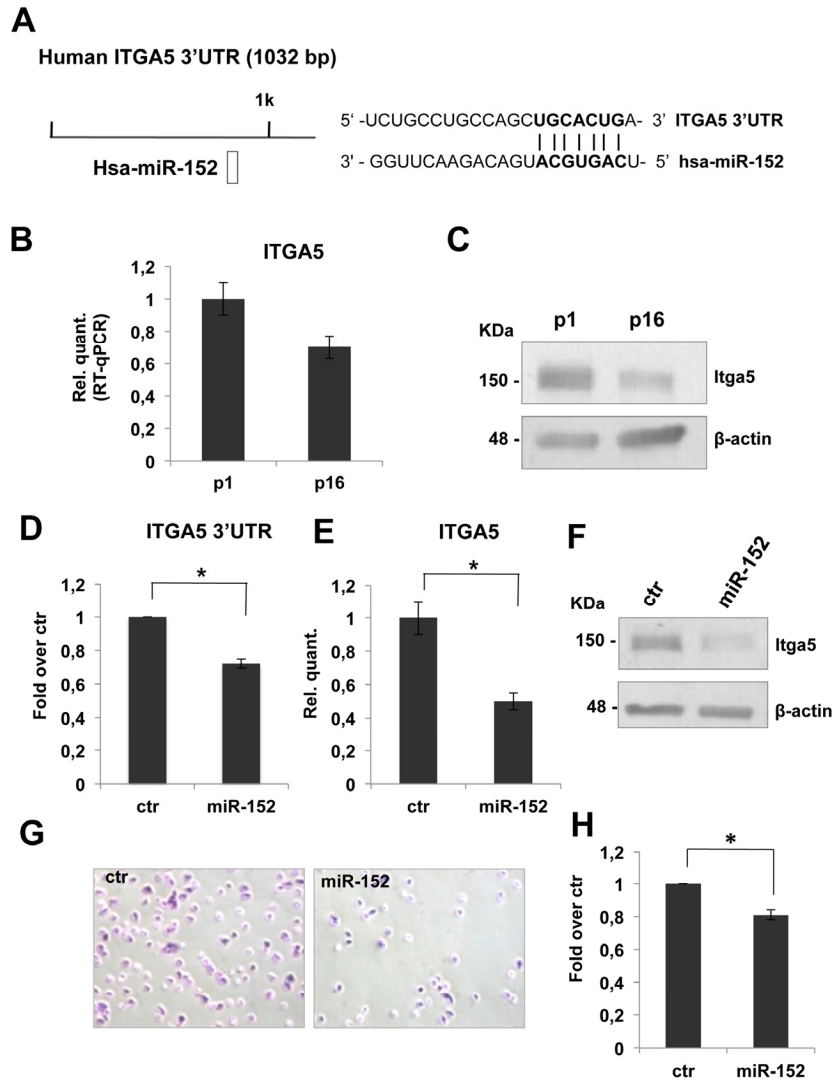 A
Human ITGA5 3’UTR (1032 bp)
1k
Hsa-miR-152
5‘ -UCUGCCUGCCAGCUGCACUGA- 3’ ITGA5 3’UTR
3' - GGUUCAAGACAGUACGUGACU- 5’ hsa-miR-152
B
ITGA5
Rel. quant.
(RT-qPCR)
1,2
1
0,8
0,6
0,4
0,2
0
p1 p16
C
KDa
p1 p16
150 - Itga5
48 - β-actin
D
ITGA5 3’UTR
*
Fold over ctr
1,2
1
0,8
0,6
0,4
0,2
0
ctr miR-152
E
ITGA5
*
Rel. quant.
1,2
1
0,8
0,6
0,4
0,2
0
ctr miR-152
F
KDa
ctr miR-152
150 - Itga5
48 - β-actin
G
ctr
miR-152
H
*
Fold over ctr
1,2
1
0,8
0,6
0,4
0,2
0
ctr miR-152